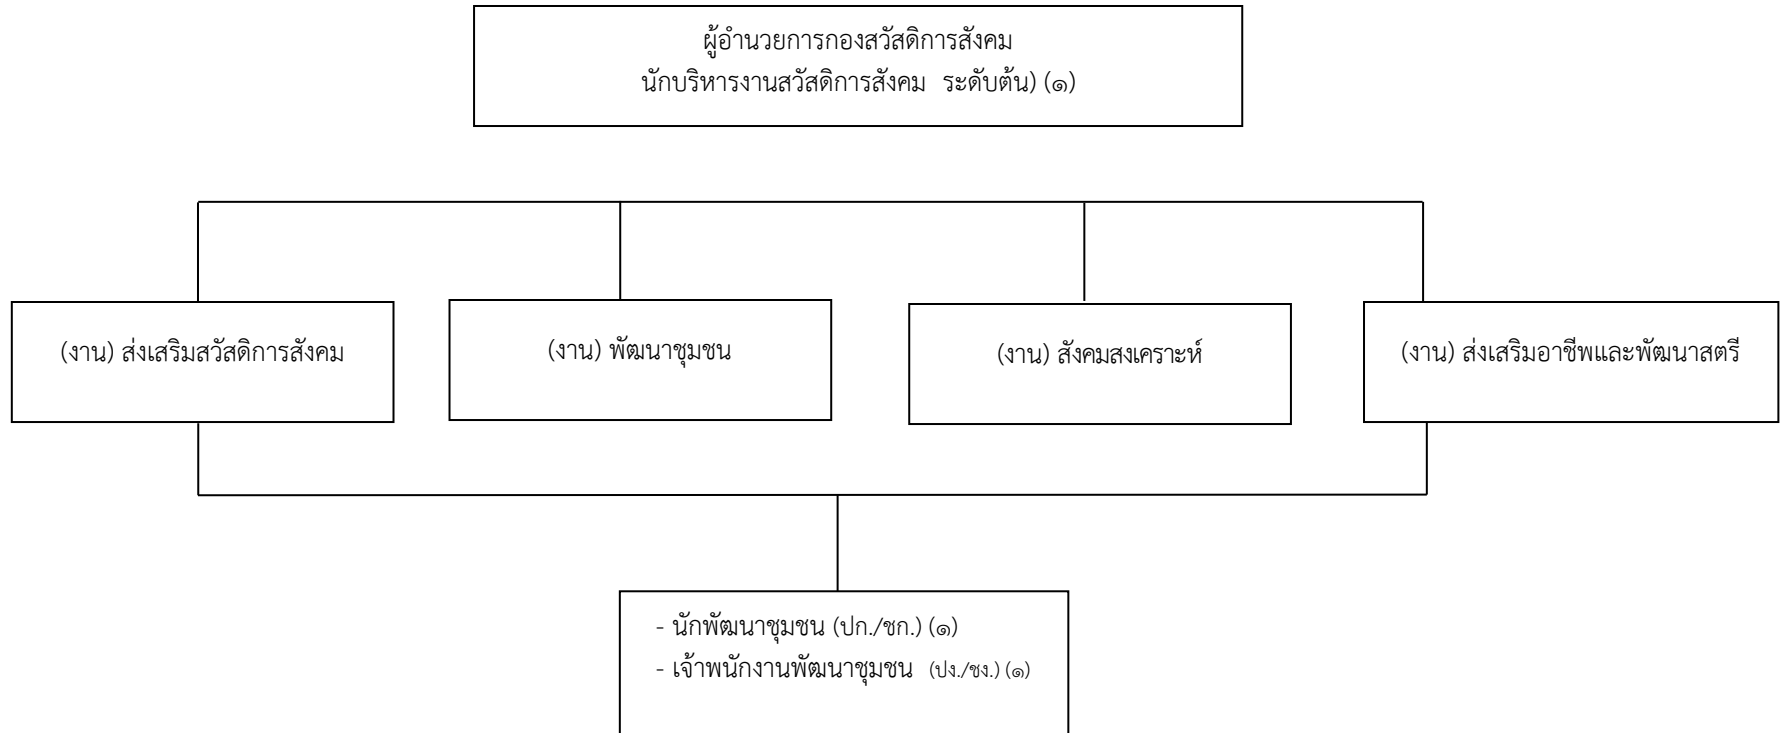 ผู้อำนวยการกองสวัสดิการสังคม
นักบริหารงานสวัสดิการสังคม ระดับต้น) (๑)
(งาน) ส่งเสริมสวัสดิการสังคม
(งาน) พัฒนาชุมชน
(งาน) สังคมสงเคราะห์
(งาน) ส่งเสริมอาชีพและพัฒนาสตรี
- นักพัฒนาชุมชน (ปก./ชก.) (๑)
- เจ้าพนักงานพัฒนาชุมชน (ปง./ชง.) (๑)